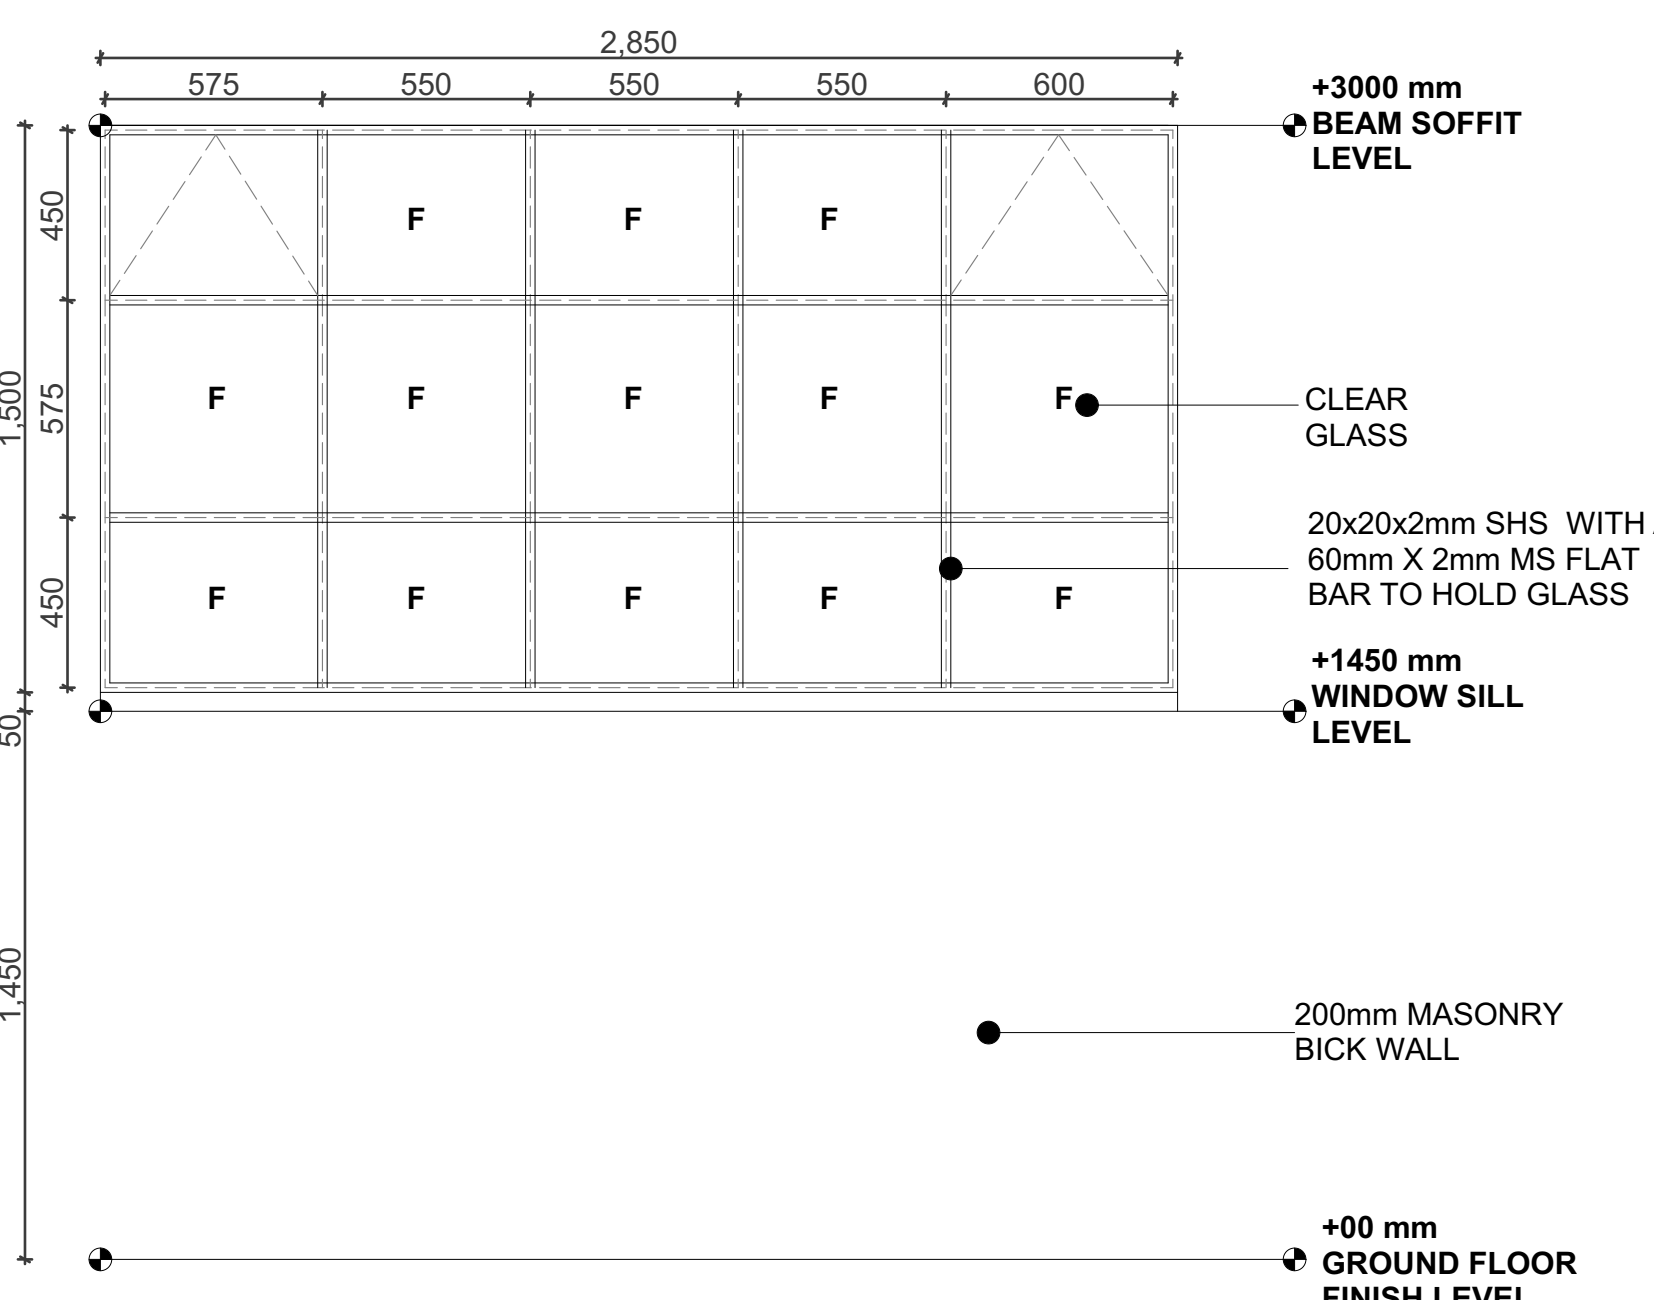 2,850
575 550 550 550 600
+3000 mm
BEAM SOFFIT
LEVEL
450
F F F
1,500
575
F F F F F
CLEAR
GLASS
20x20x2mm SHS WITH
60mm X 2mm MS FLAT
BAR TO HOLD GLASS
450
F F F F F
+1450 mm
WINDOW SILL
LEVEL
50
1,450
200mm MASONRY
BICK WALL
+00 mm
GROUND FLOOR
FINISH LEVEL